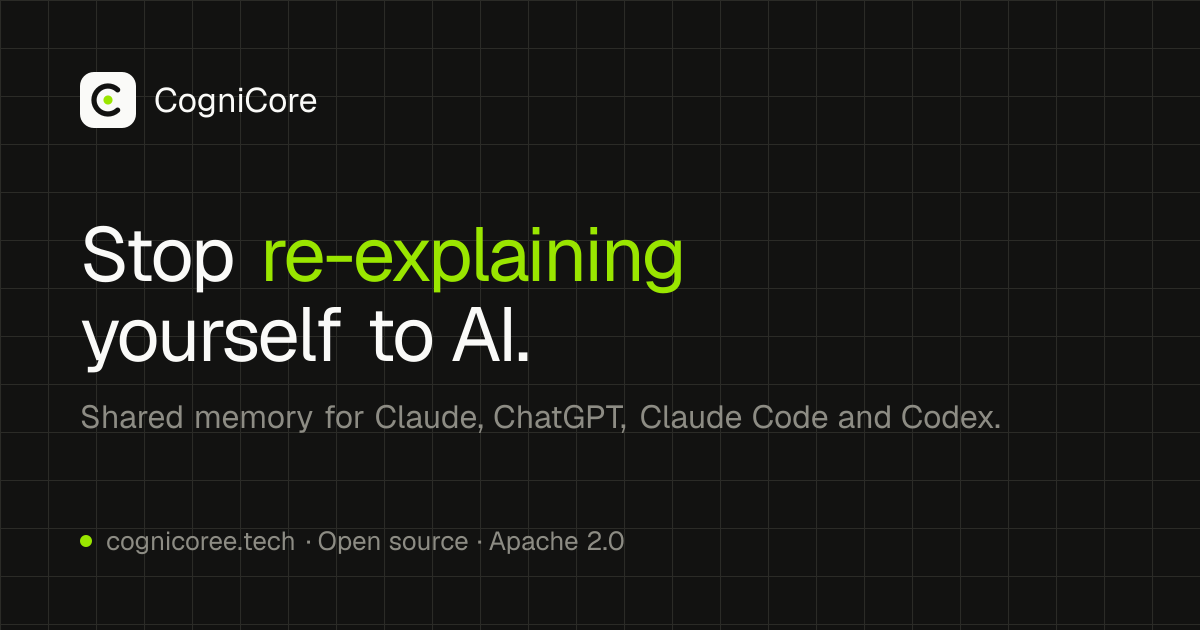 CogniCore
Stop re-explaining
yourself to AI.
Shared memory for Claude, ChatGPT, Claude Code and Codex.
cognicoree.tech · Open source · Apache 2.0